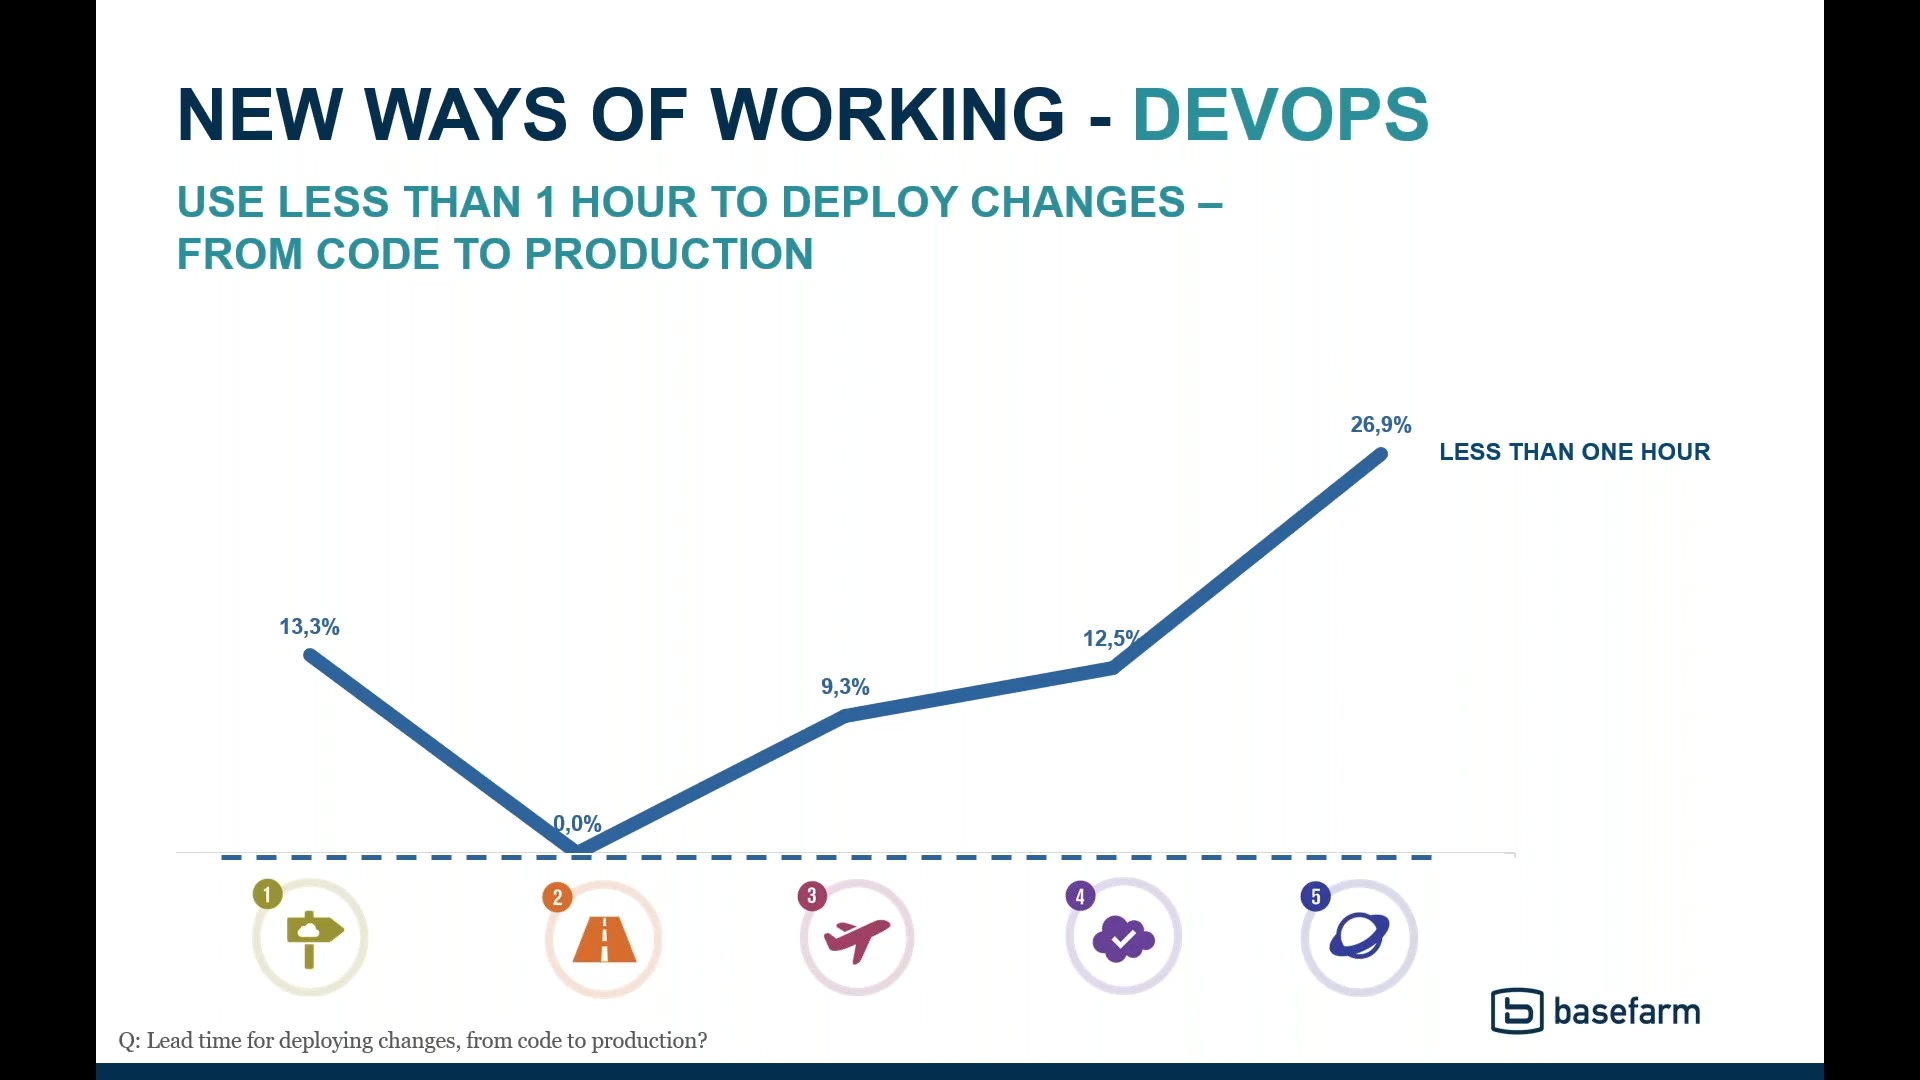 NEW WAYS OF WORKING - DEVOPS
USE LESS THAN 1 HOUR TO DEPLOY CHANGES –
FROM CODE TO PRODUCTION
26,9%
LESS THAN ONE HOUR
13,3%
12,5%
9,3%
0,0%
1
2
3
4
5
basefarm
Q: Lead time for deploying changes, from code to production?